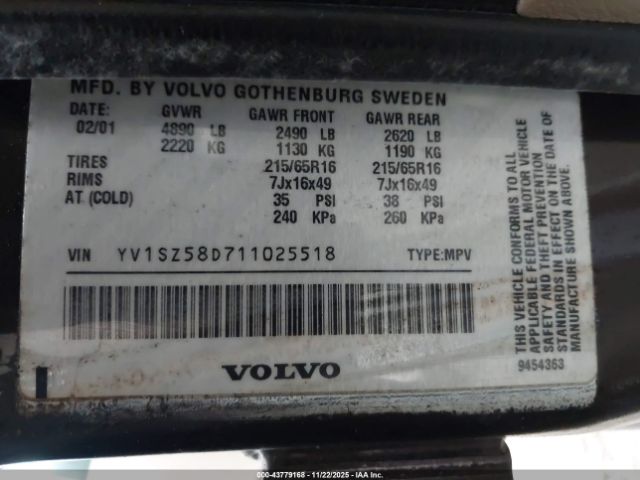 MFD. BY VOLVO GOTHENBURG SWEDEN
DATE: GVWR GAWR FRONT GAWR REAR
02/01 4890 LB 2490 LB 2620 LB
2220 KG 1130 KG 1190 KG
TIRES 215/65R16 215/65R16
RIMS 7Jx16x49 7Jx16x49
AT (COLD) 35 PSI 38 PSI
240 KPa 260 KPa
VIN YV1SZ58D711025518 TYPE: MPV
VOLVO
THIS VEHICLE CONFORMS TO ALL
APPLICABLE FEDERAL MOTOR VEHICLE
SAFETY AND THEFT PREVENTION
STANDARDS IN EFFECT ON THE DATE OF
MANUFACTURE SHOWN ABOVE.
9454363
000-43779168 - 11/22/2025 - COPYRIGHT © IAA